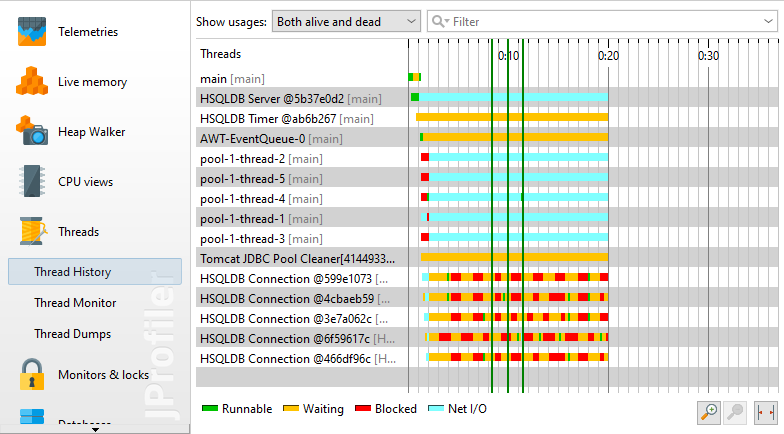 Telemetries
Live memory
Heap Walker
CPU views
Threads
Thread History
Thread Monitor
Thread Dumps
Monitors & locks
Databases
JProfiler
Show usages: Both alive and dead Filter
Threads 0:10 0:20 0:30
main [main]
HSQLDB Server @5b37e0d2 [main]
HSQLDB Timer @ab6b267 [main]
AWT-EventQueue-0 [main]
pool-1-thread-2 [main]
pool-1-thread-5 [main]
pool-1-thread-4 [main]
pool-1-thread-1 [main]
pool-1-thread-3 [main]
Tomcat JDBC Pool Cleaner[4144933...
HSQLDB Connection @599e1073 [...
HSQLDB Connection @4cbaeb59 [...
HSQLDB Connection @3e7a062c [...
HSQLDB Connection @6f59617c [H...
HSQLDB Connection @466df96c [H...
Runnable Waiting Blocked Net I/O